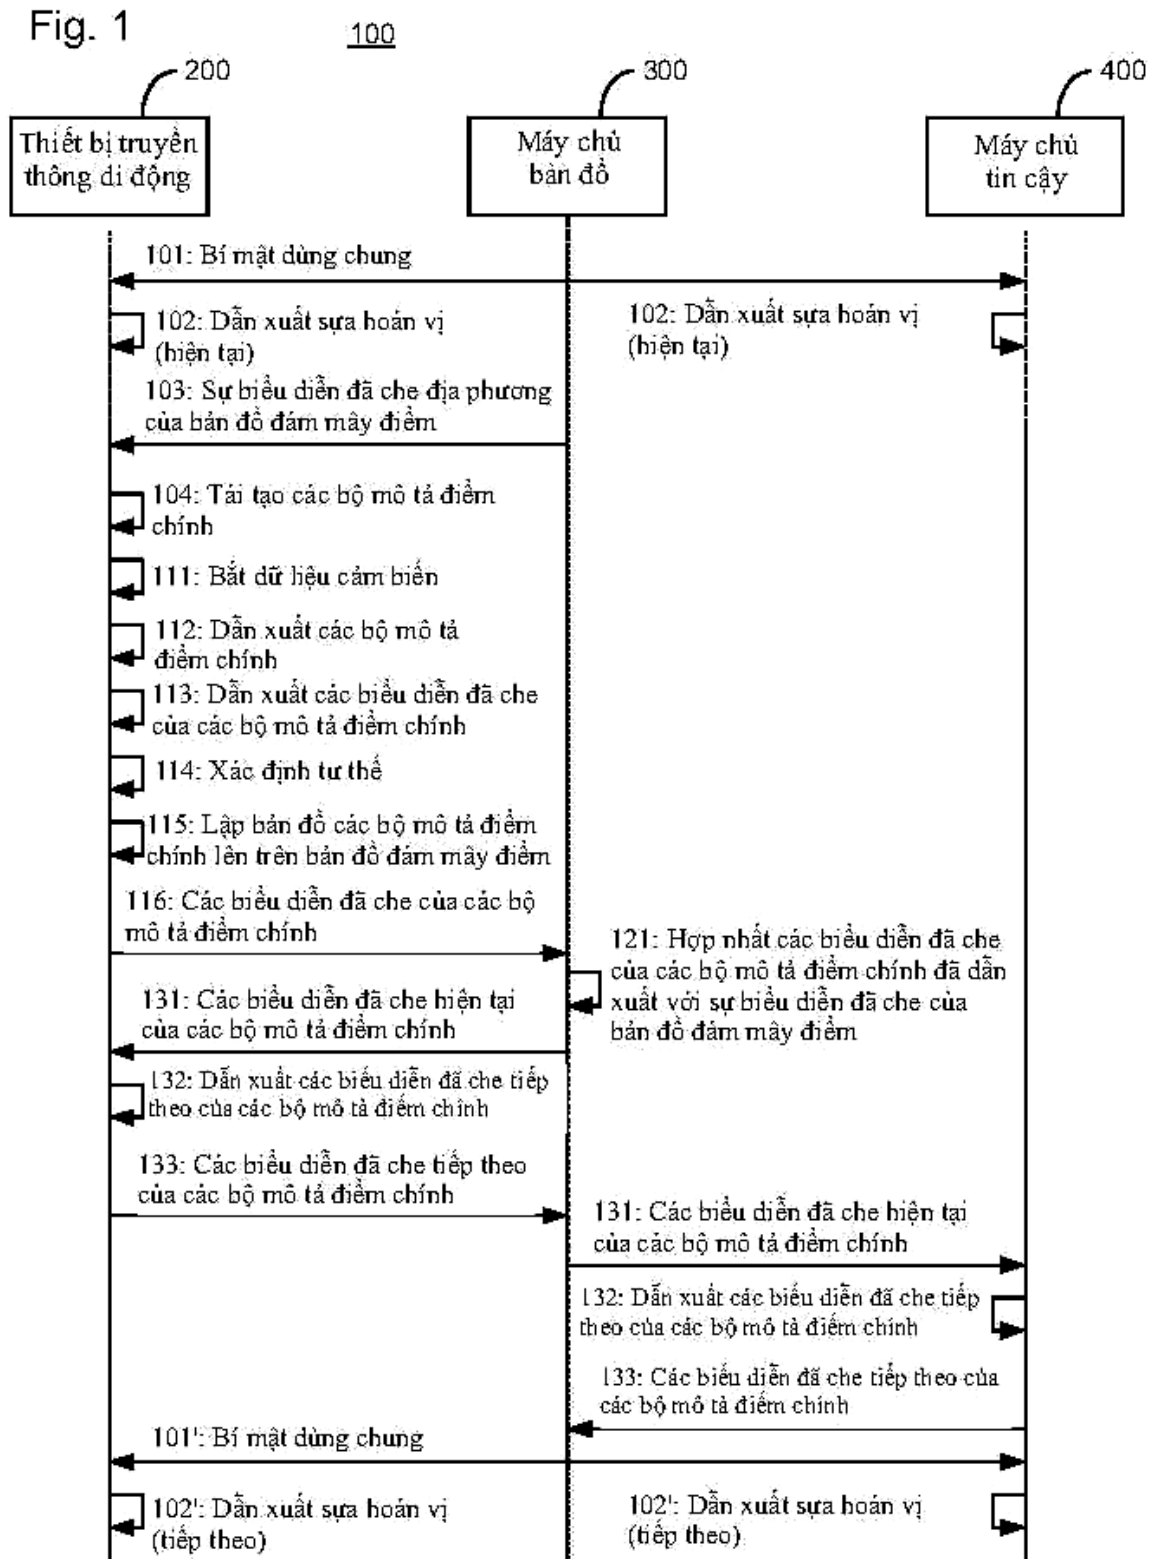 Fig. 1
100
200
300
400
Thiết bị truyền
thông di động
Máy chủ
bản đồ
Máy chủ
tin cậy
101: Bí mật dùng chung
102: Dẫn xuất sựa hoán vị
(hiện tại)
102: Dẫn xuất sựa hoán vị
(hiện tại)
103: Sự biểu diễn đã che địa phương
của bản đồ đám mây điểm
104: Tái tạo các bộ mô tả điểm
chính
111: Bắt dữ liệu cảm biến
112: Dẫn xuất các bộ mô tả
điểm chính
113: Dẫn xuất các biểu diễn đã che
của các bộ mô tả điểm chính
114: Xác định tư thế
115: Lập bản đồ các bộ mô tả điểm
chính lên trên bản đồ đám mây điểm
116: Các biểu diễn đã che của các bộ
mô tả điểm chính
121: Hợp nhất các biểu diễn đã che
của các bộ mô tả điểm chính đã dẫn
xuất với sự biểu diễn đã che của
bản đồ đám mây điểm
131: Các biểu diễn đã che hiện tại
của các bộ mô tả điểm chính
132: Dẫn xuất các biểu diễn đã che tiếp
theo của các bộ mô tả điểm chính
133: Các biểu diễn đã che tiếp theo
của các bộ mô tả điểm chính
131: Các biểu diễn đã che hiện tại
của các bộ mô tả điểm chính
132: Dẫn xuất các biểu diễn đã che tiếp
theo của các bộ mô tả điểm chính
133: Các biểu diễn đã che tiếp theo của
các bộ mô tả điểm chính
101': Bí mật dùng chung
102': Dẫn xuất sựa hoán vị
(tiếp theo)
102': Dẫn xuất sựa hoán vị
(tiếp theo)